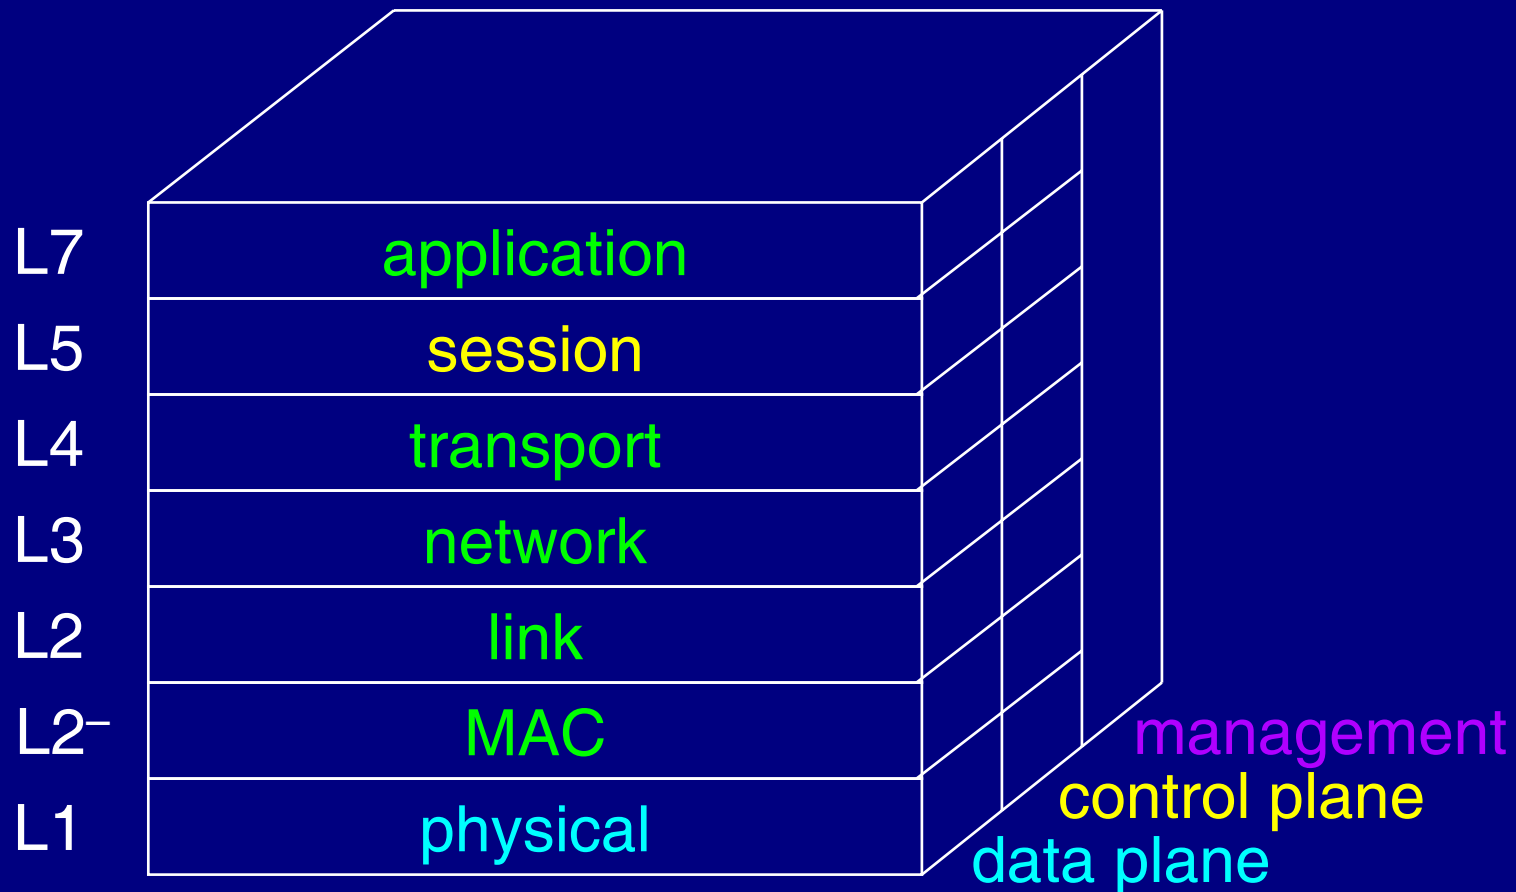 L7 application
L5 session
L4 transport
L3 network
L2 link
L2– MAC
management
control plane
L1 physical
data plane